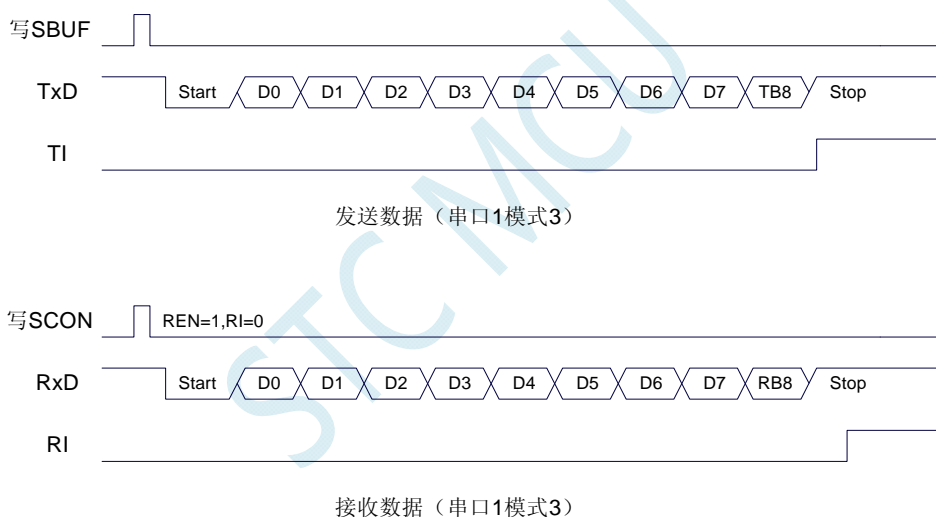 写SBUF
TxD Start D0 D1 D2 D3 D4 D5 D6 D7 TB8 Stop
TI
发送数据（串口1模式3）
写SCON REN=1,RI=0
RxD Start D0 D1 D2 D3 D4 D5 D6 D7 RB8 Stop
RI
接收数据（串口1模式3）
STC MCU